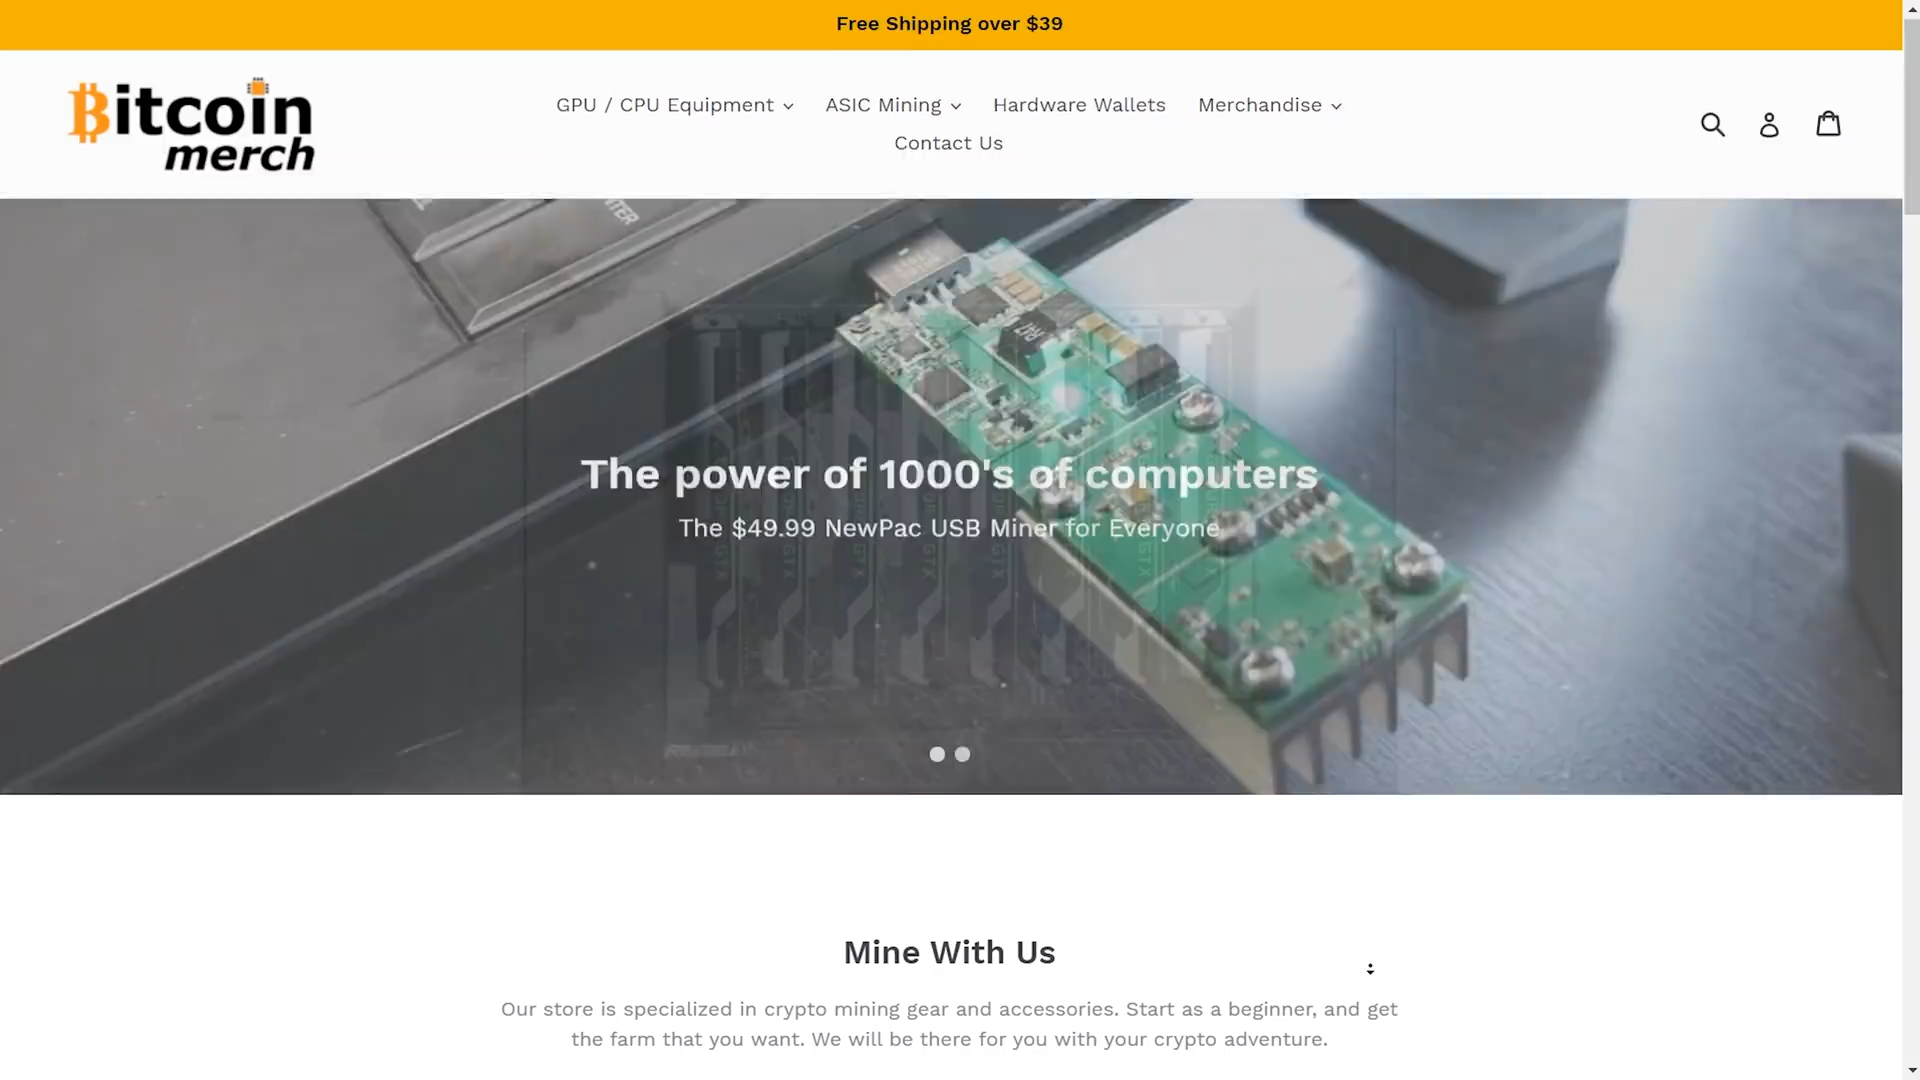 Free Shipping over $39
Bitcoin
merch
GPU / CPU Equipment
ASIC Mining
Hardware Wallets
Merchandise
Contact Us
The power of 1000's of computers
The $49.99 NewPac USB Miner for Everyone
Mine With Us
Our store is specialized in crypto mining gear and accessories. Start as a beginner, and get
the farm that you want. We will be there for you with your crypto adventure.